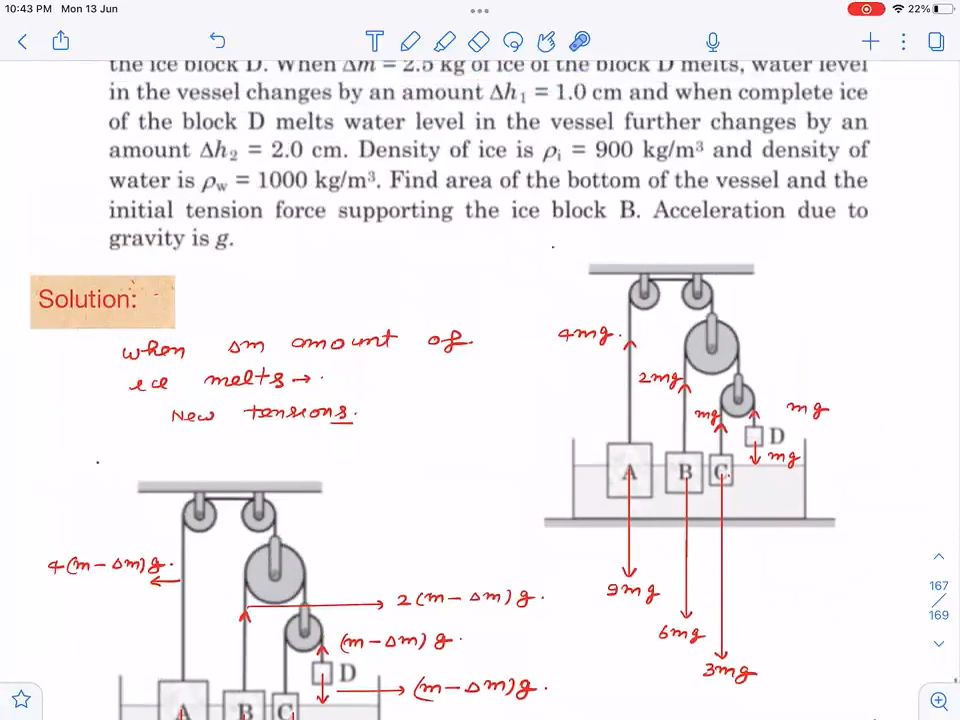 10:43 PM Mon 13 Jun
22%
the ice block D. When Δm = 2.5 kg of ice of the block D melts, water level
in the vessel changes by an amount Δh₁ = 1.0 cm and when complete ice
of the block D melts water level in the vessel further changes by an
amount Δh₂ = 2.0 cm. Density of ice is ρᵢ = 900 kg/m³ and density of
water is ρw = 1000 kg/m³. Find area of the bottom of the vessel and the
initial tension force supporting the ice block B. Acceleration due to
gravity is g.
Solution:
when Δm amount of
ice melts →
New tensions.
4mg.
2mg
mg
mg
D
mg
A B C
9mg
6mg
3mg
4(m-Δm)g.
2(m-Δm)g.
(m-Δm)g.
D
(m-Δm)g.
A B C
167
/
169